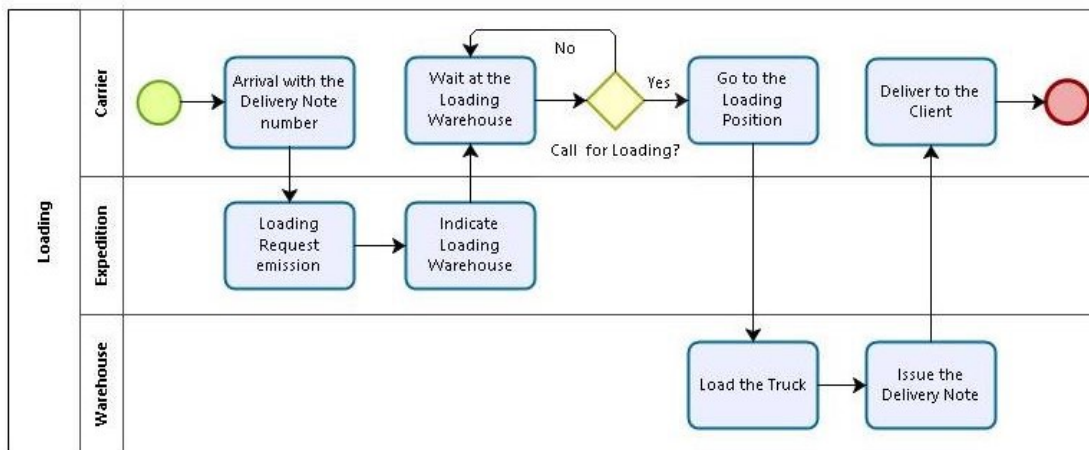 Loading
Carrier
Arrival with the
Delivery Note
number
Wait at the
Loading
Warehouse
No
Call for Loading?
Yes
Go to the
Loading
Position
Deliver to the
Client
Expedition
Loading
Request
emission
Indicate
Loading
Warehouse
Warehouse
Load the Truck
Issue the
Delivery Note